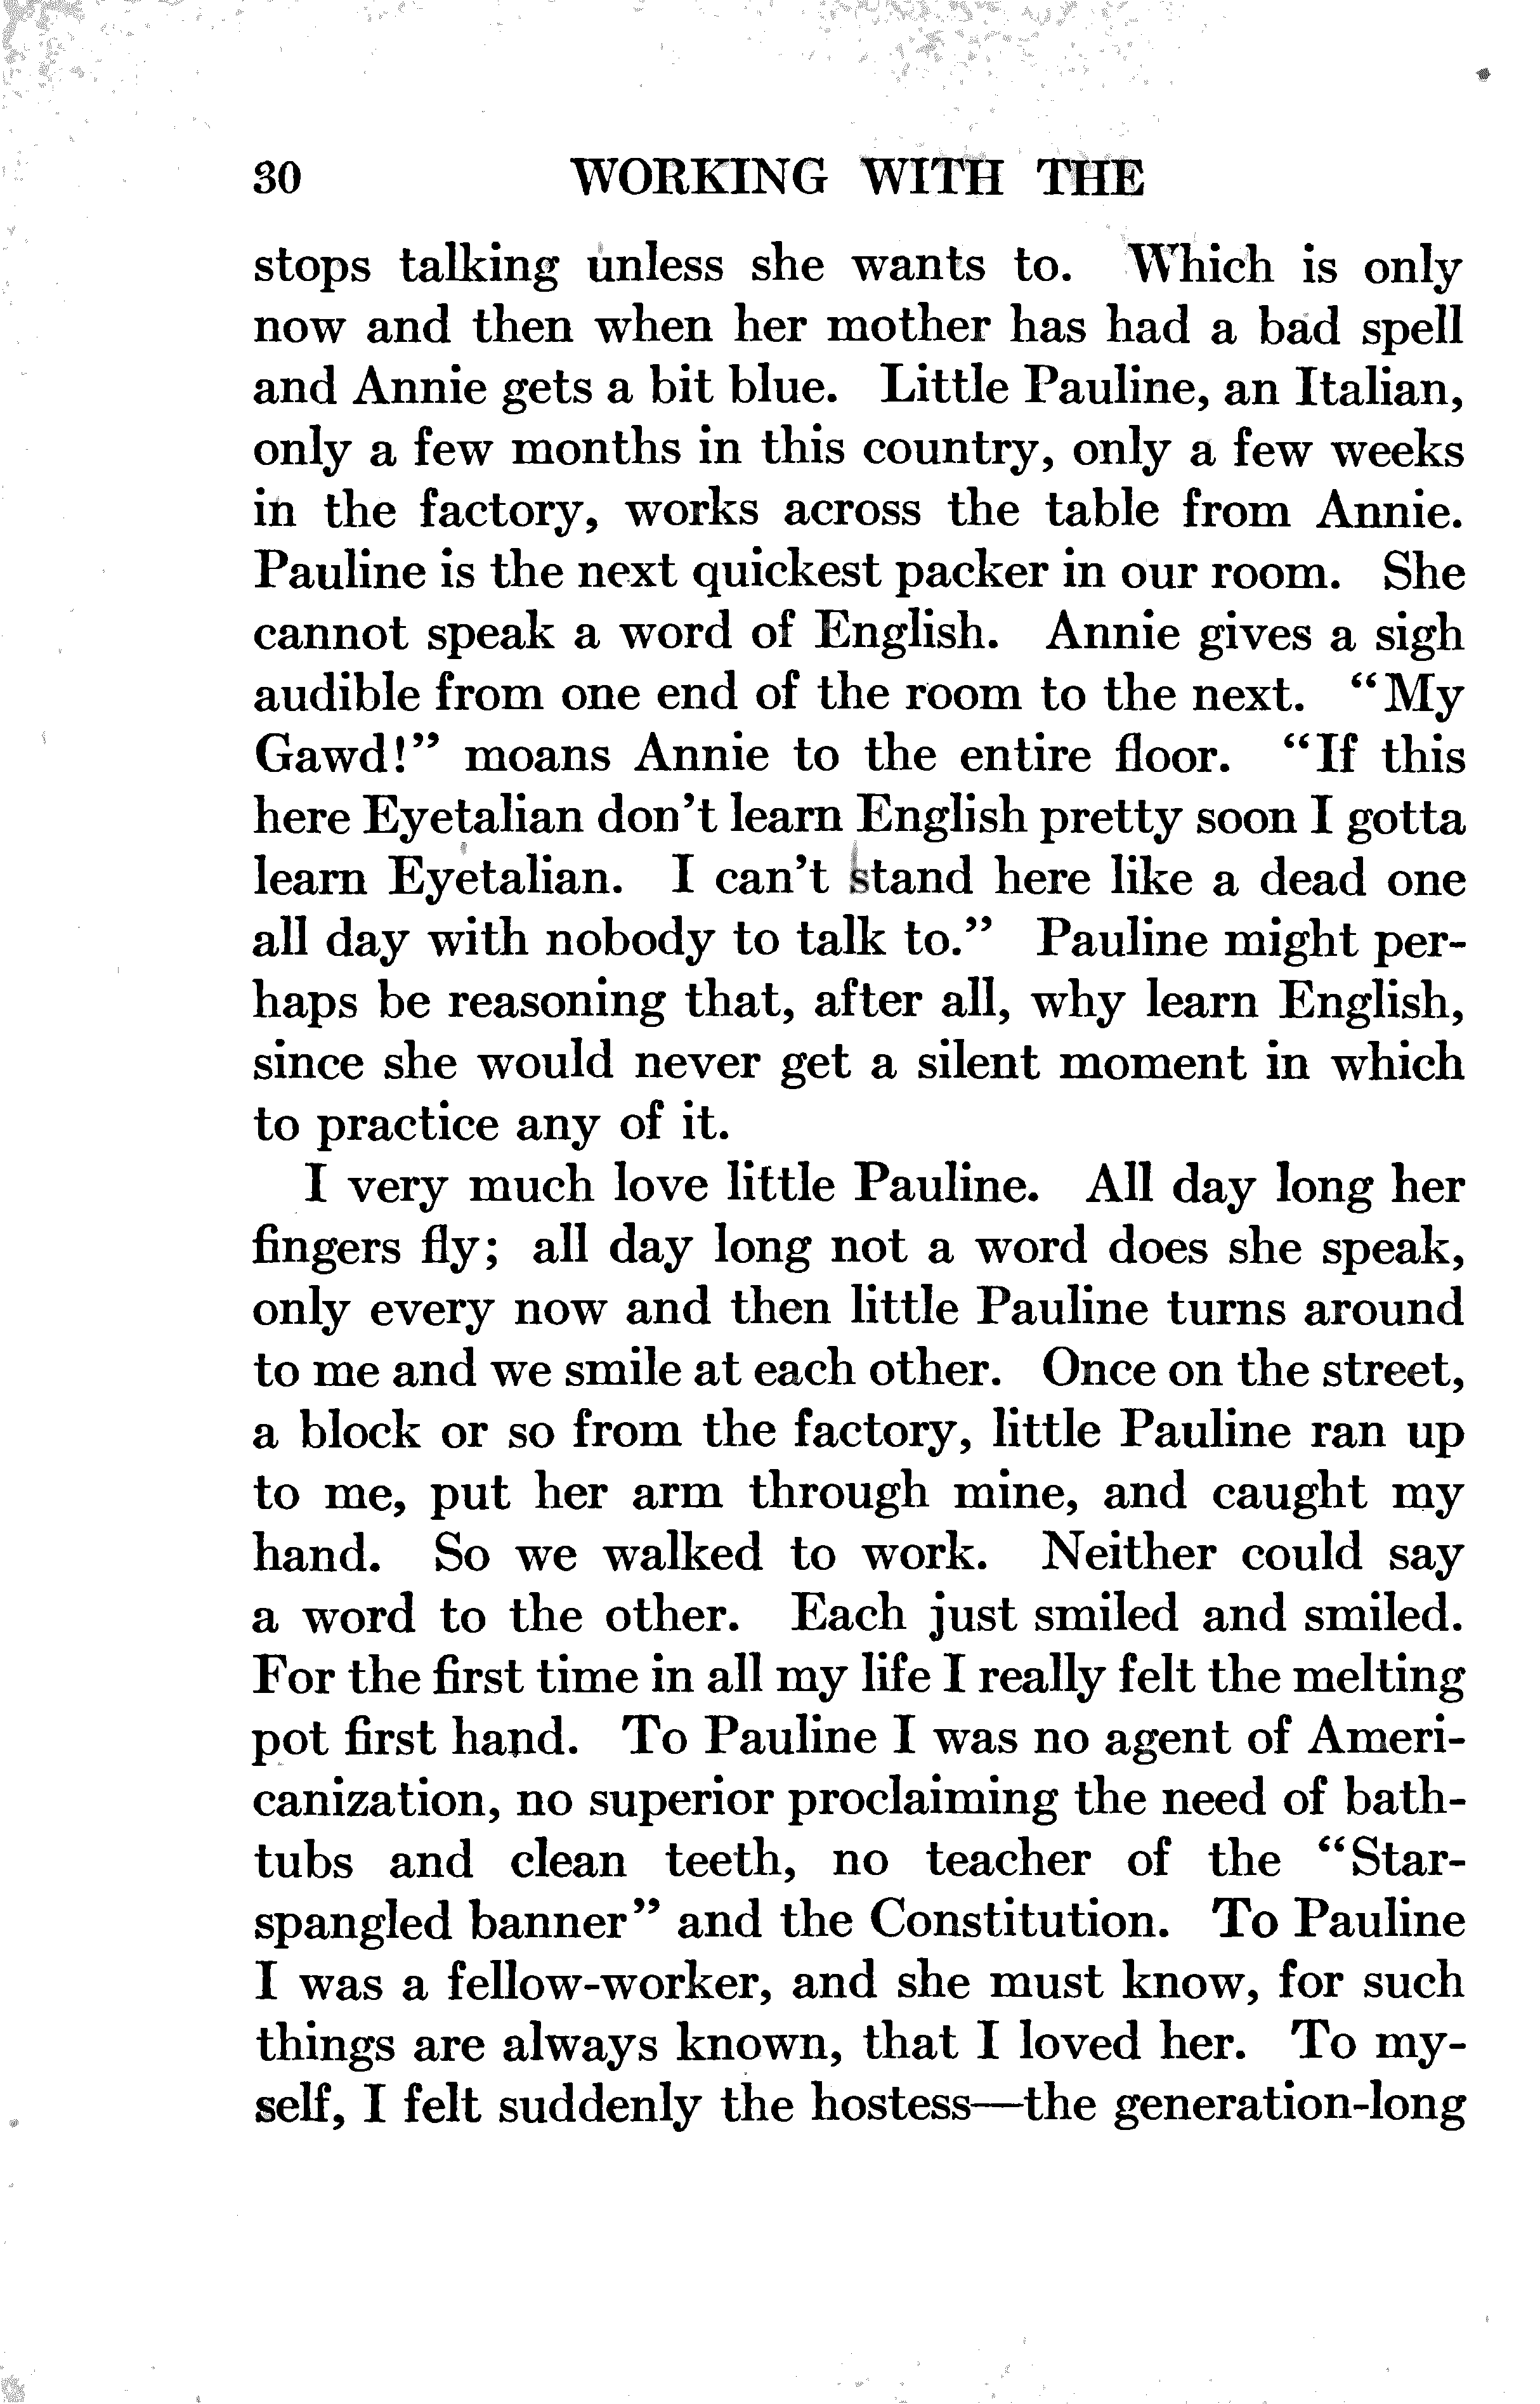 30 WORKING WITH THE
stops talking unless she wants to. Which is only
now and then when her mother has had a bad spell
and Annie gets a bit blue. Little Pauline, an Italian,
only a few months in this country, only a few weeks
in the factory, works across the table from Annie.
Pauline is the next quickest packer in our room. She
cannot speak a word of English. Annie gives a sigh
audible from one end of the room to the next. "My
Gawd!" moans Annie to the entire floor. "If this
here Eyetalian don't learn English pretty soon I gotta
learn Eyetalian. I can't stand here like a dead one
all day with nobody to talk to." Pauline might per-
haps be reasoning that, after all, why learn English,
since she would never get a silent moment in which
to practice any of it.
I very much love little Pauline. All day long her
fingers fly; all day long not a word does she speak,
only every now and then little Pauline turns around
to me and we smile at each other. Once on the street,
a block or so from the factory, little Pauline ran up
to me, put her arm through mine, and caught my
hand. So we walked to work. Neither could say
a word to the other. Each just smiled and smiled.
For the first time in all my life I really felt the melting
pot first hand. To Pauline I was no agent of Ameri-
canization, no superior proclaiming the need of bath-
tubs and clean teeth, no teacher of the "Star-
spangled banner" and the Constitution. To Pauline
I was a fellow-worker, and she must know, for such
things are always known, that I loved her. To my-
self, I felt suddenly the hostess—the generation-long